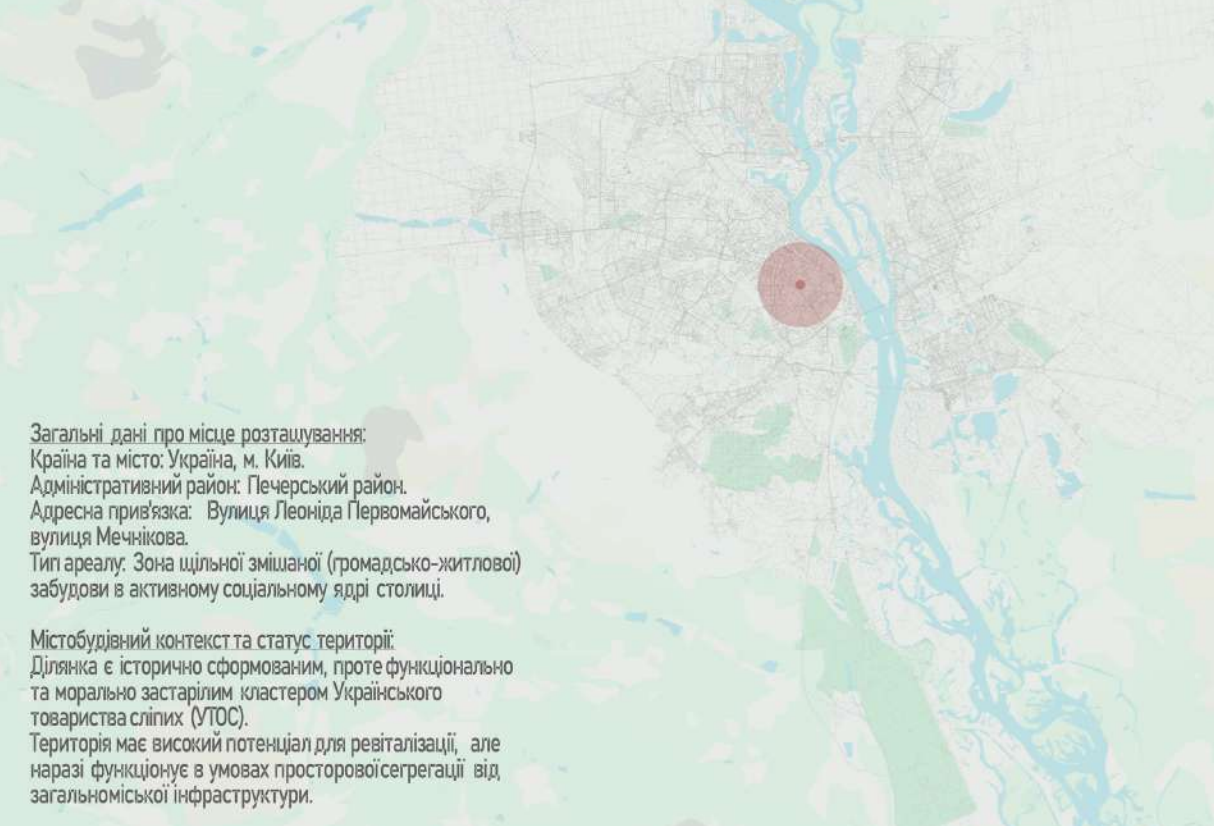 Загальні дані про місце розташування:
Країна та місто: Україна, м. Київ.
Адміністративний район: Печерський район.
Адресна прив'язка: Вулиця Леоніда Первомайського,
вулиця Мечнікова.
Тип ареалу: Зона щільної змішаної (громадсько-житлової)
забудови в активному соціальному ядрі столиці.
Містобудівний контекст та статус території:
Ділянка є історично сформованим, проте функціонально
та морально застарілим кластером Українського
товариства сліпих (УТОС).
Територія має високий потенціал для ревіталізації, але
наразі функціонує в умовах просторової сегрегації від
загальноміської інфраструктури.